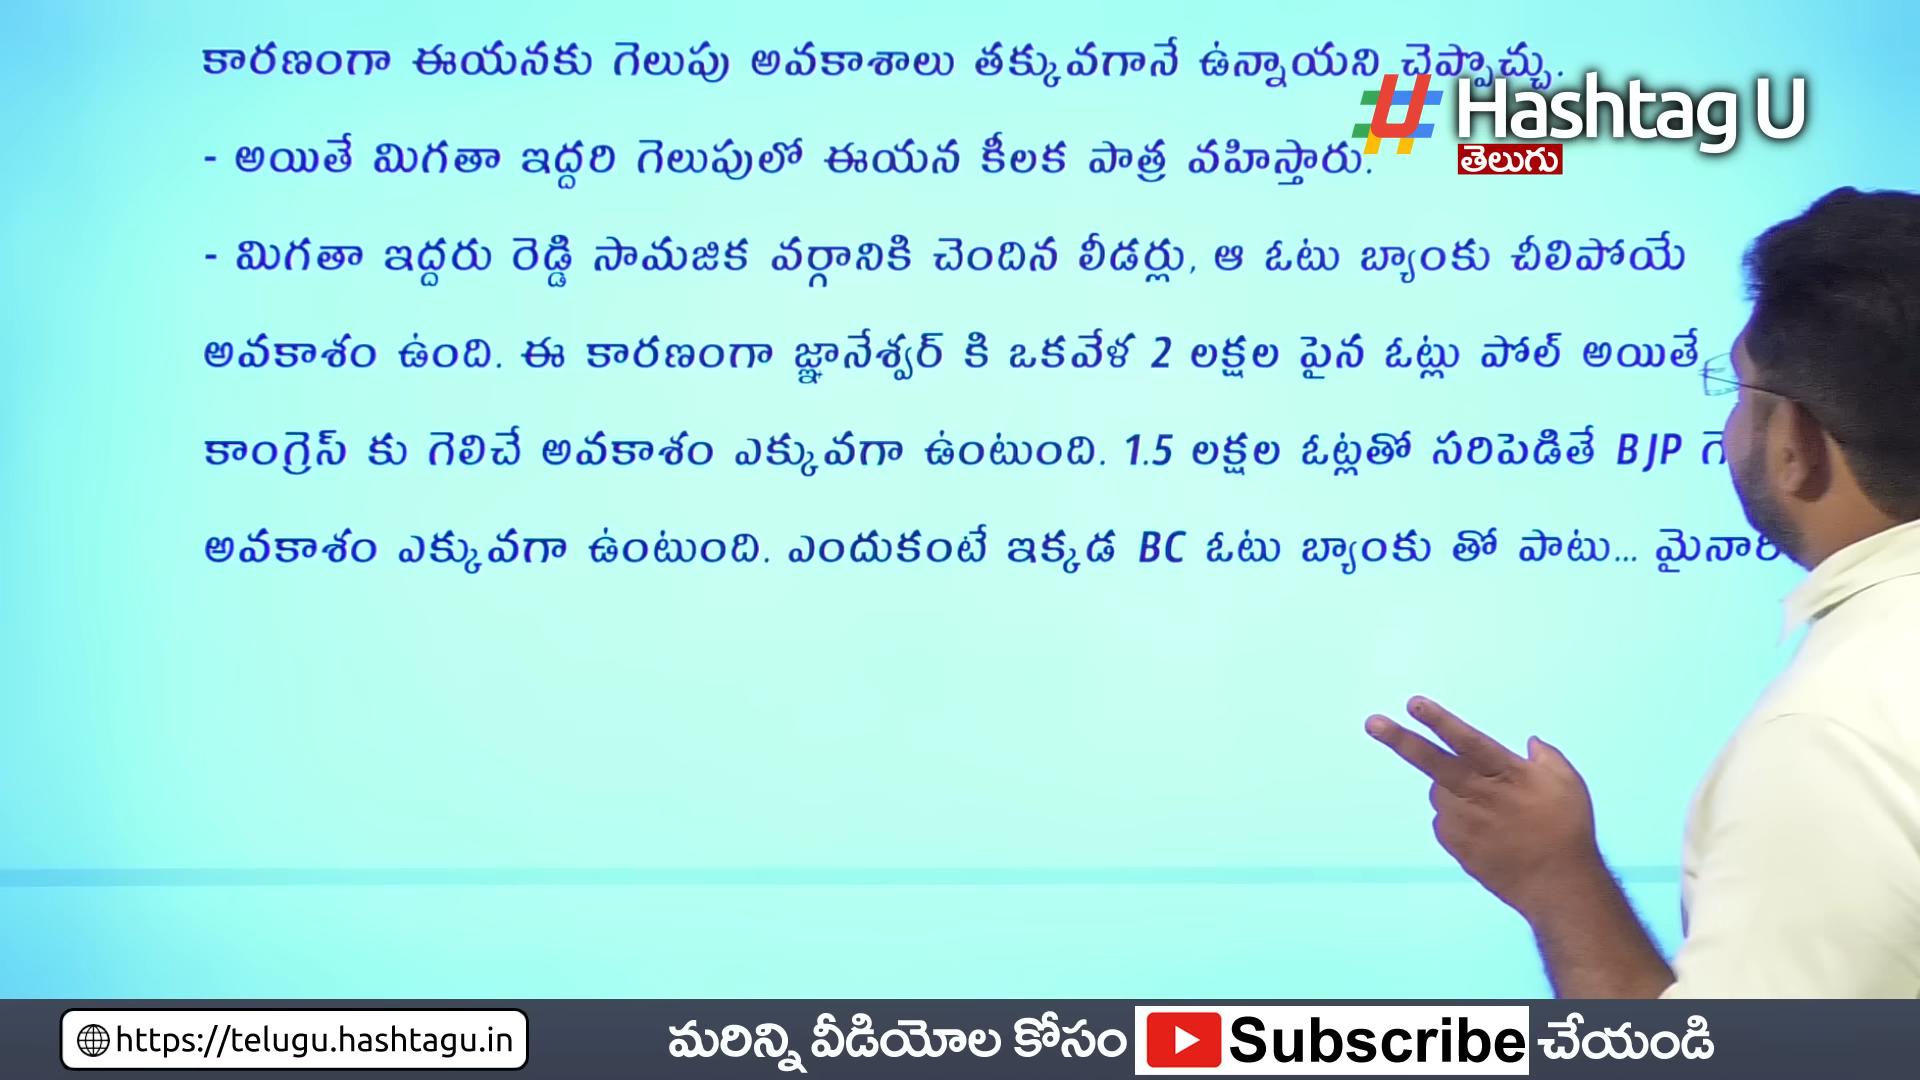 కారణంగా ఈయనకు గెలుపు అవకాశాలు తక్కువగానే ఉన్నాయని చెప్పొచ్చు.
Hashtag U
తెలుగు
- అయితే మిగతా ఇద్దరి గెలుపులో ఈయన కీలక పాత్ర వహిస్తారు.
- మిగతా ఇద్దరు రెడ్డి సామజిక వర్గానికి చెందిన లీడర్లు, ఆ ఓటు బ్యాంకు చీలిపోయే
అవకాశం ఉంది. ఈ కారణంగా జ్ఞానేశ్వర్ కి ఒకవేళ 2 లక్షల పైన ఓట్లు పోల్ అయితే
కాంగ్రెస్ కు గెలిచే అవకాశం ఎక్కువగా ఉంటుంది. 1.5 లక్షల ఓట్లతో సరిపెడితే BJP
అవకాశం ఎక్కువగా ఉంటుంది. ఎందుకంటే ఇక్కడ BC ఓటు బ్యాంకు తో పాటు...
https://telugu.hashtagu.in
మరిన్ని వీడియోల కోసం Subscribe చేయండి